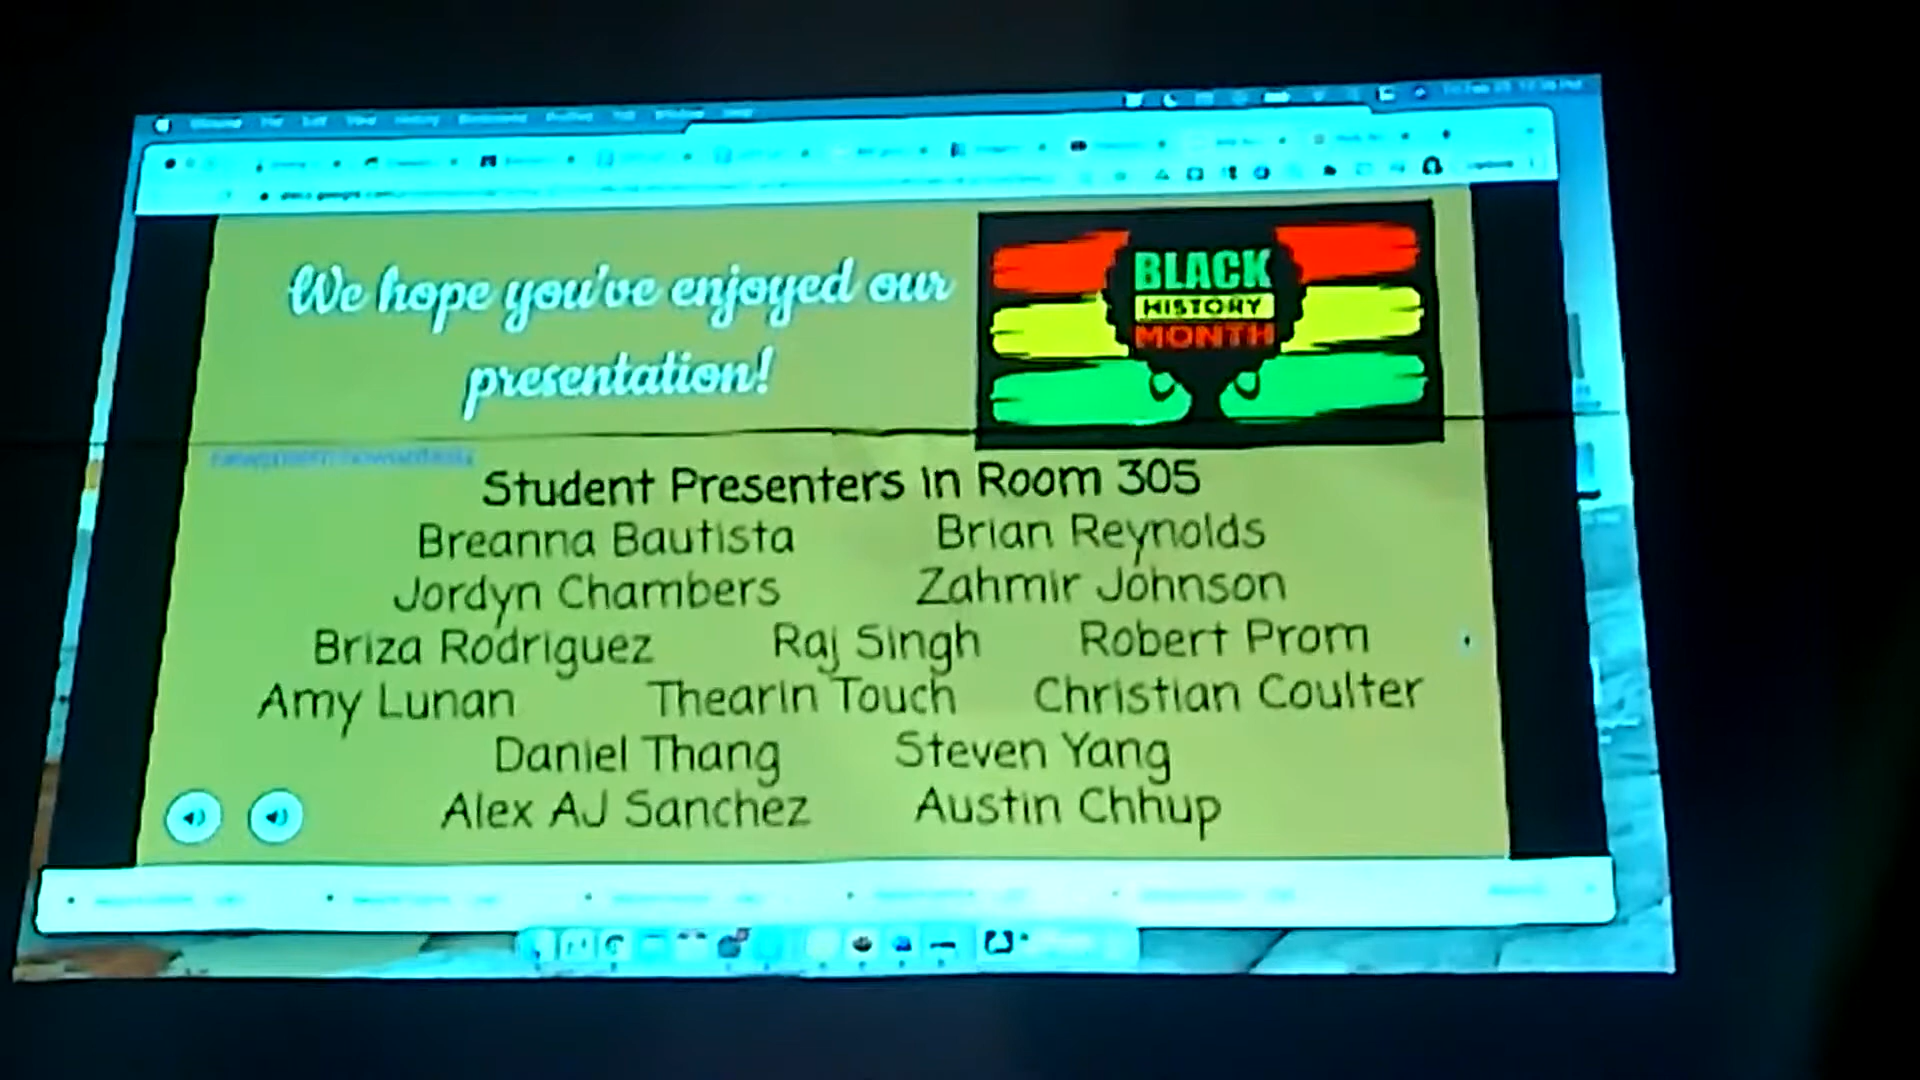 We hope you've enjoyed our
presentation!
BLACK
HISTORY
MONTH
Student Presenters in Room 305
Breanna Bautista Brian Reynolds
Jordyn Chambers Zahmir Johnson
Briza Rodriguez Raj Singh Robert Prom
Amy Lunan Thearin Touch Christian Coulter
Daniel Thang Steven Yang
Alex AJ Sanchez Austin Chhup